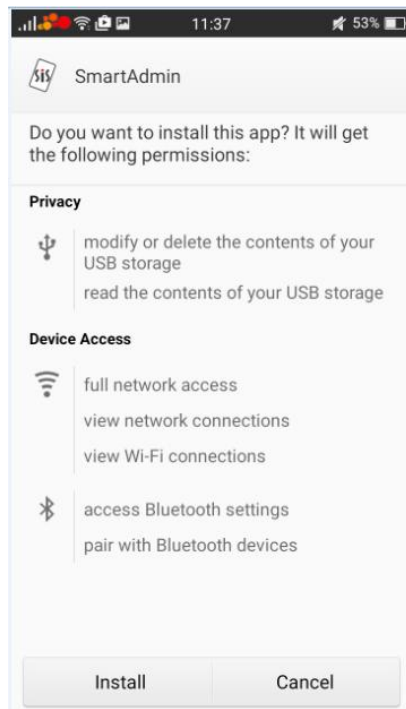 11:37 53%
SiS SmartAdmin
Do you want to install this app? It will get
the following permissions:
Privacy
modify or delete the contents of your
USB storage
read the contents of your USB storage
Device Access
full network access
view network connections
view Wi-Fi connections
access Bluetooth settings
pair with Bluetooth devices
Install Cancel